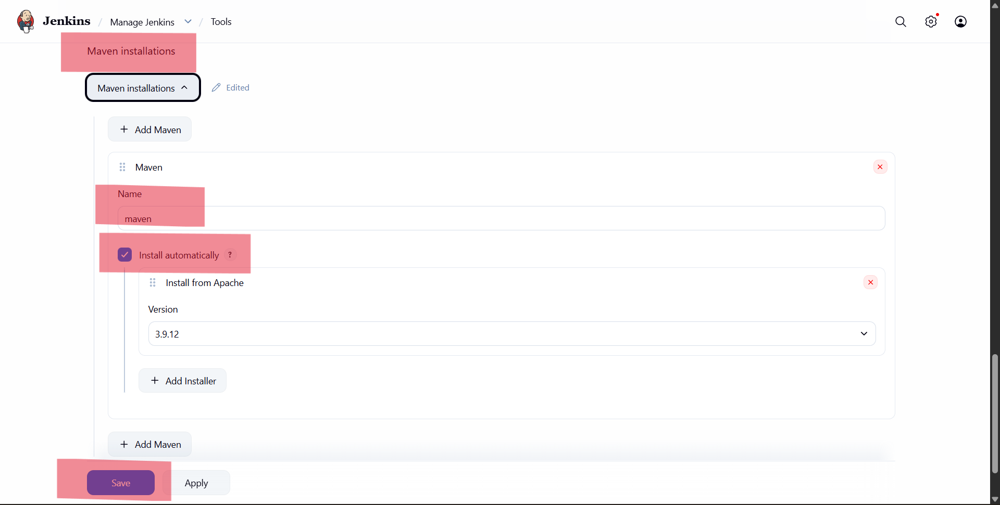 Jenkins / Manage Jenkins / Tools
Maven installations
Maven installations Edited
+ Add Maven
Maven
Name
maven
Install automatically ?
Install from Apache
Version
3.9.12
+ Add Installer
+ Add Maven
Save Apply